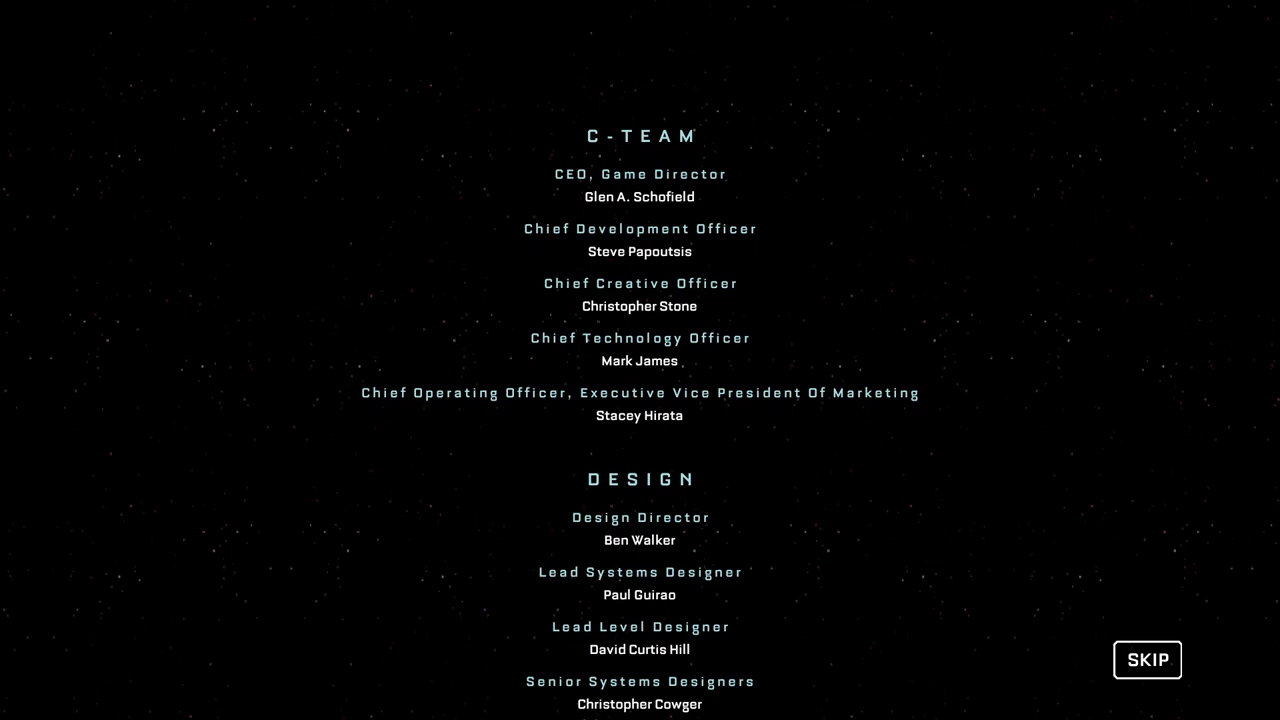 C-TEAM
CEO, Game Director
Glen A. Schofield
Chief Development Officer
Steve Papoutsis
Chief Creative Officer
Christopher Stone
Chief Technology Officer
Mark James
Chief Operating Officer, Executive Vice President Of Marketing
Stacey Hirata
DESIGN
Design Director
Ben Walker
Lead Systems Designer
Paul Guirao
Lead Level Designer
David Curtis Hill
Senior Systems Designers
Christopher Cowger
SKIP